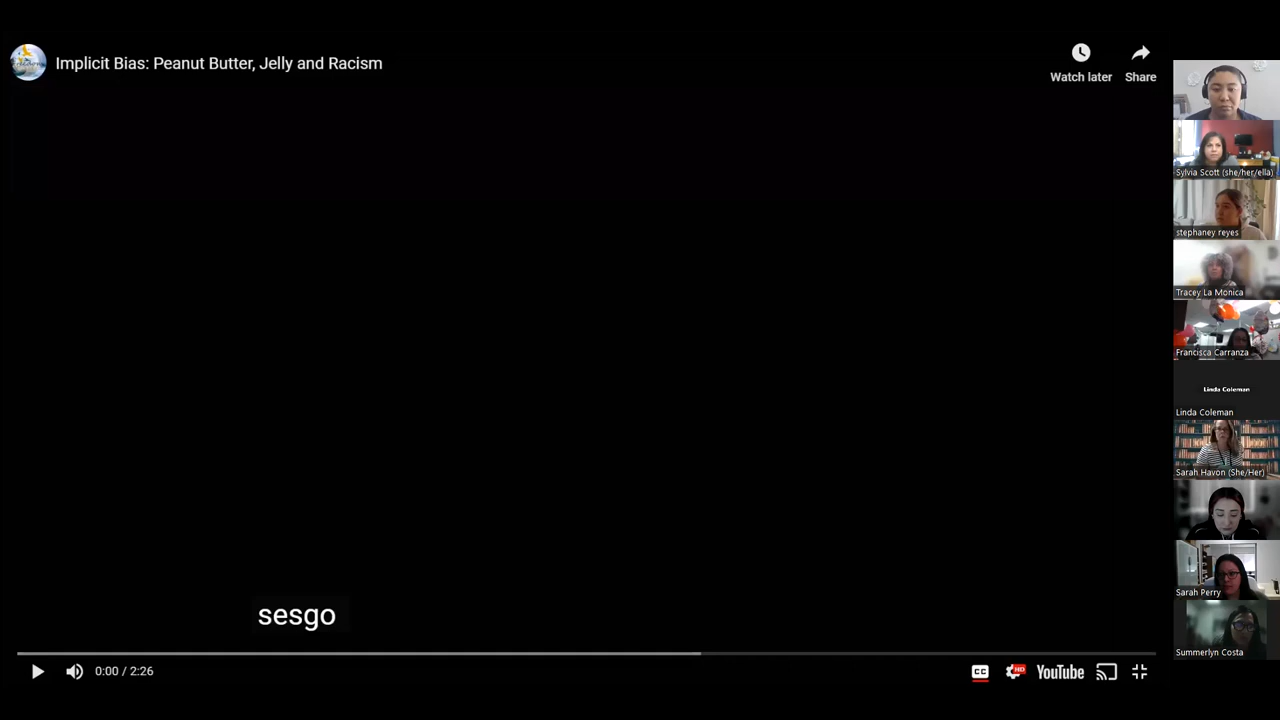 Implicit Bias: Peanut Butter, Jelly and Racism
Watch later
Share
Sylvia Scott (she/her/ella)
stephaney reyes
Tracey La Monica
Francisca Carranza
Linda Coleman
Linda Coleman
Sarah Havon (She/Her)
Sarah Perry
Summerlyn Costa
sesgo
0:00 / 2:26
CC
HD
YouTube